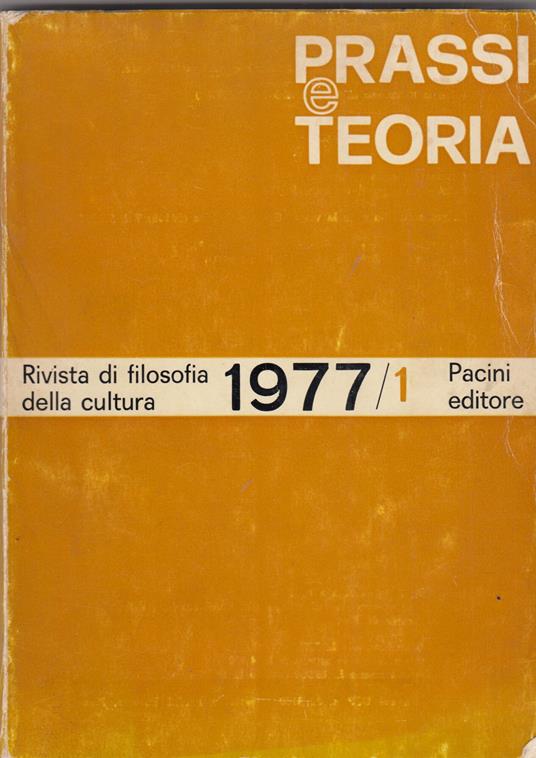 PRASSI
e
TEORIA
Rivista di filosofia
della cultura
1977/1
Pacini
editore